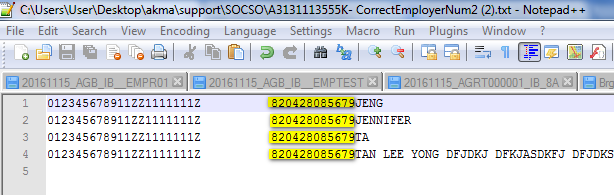 C:\Users\User\Desktop\akma\support\SOCSO\A3131113555K- CorrectEmployerNum2 (2).txt - Notepad++
File Edit Search View Encoding Language Settings Macro Run Plugins Window ?
20161115_AGB_IB__EMPR01 20161115_AGB_IB__EMPTEST 20161115_AGRT000001_IB_8A Brg
1 012345678911ZZ1111111Z 820428085679JENG
2 012345678911ZZ1111111Z 820428085679JENNIFER
3 012345678911ZZ1111111Z 820428085679TA
4 012345678911ZZ1111111Z 820428085679TAN LEE YONG DFJDKJ DFKJASDKFJ DFJDKS